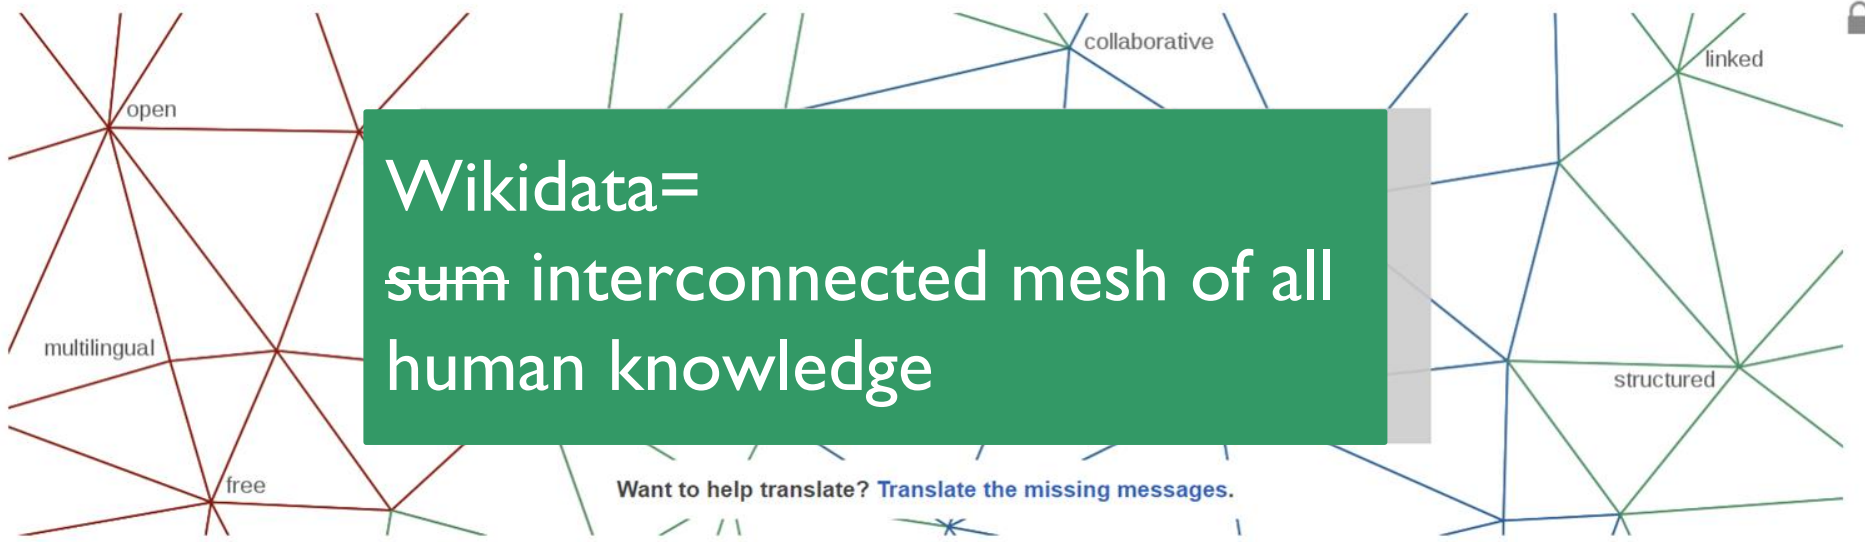 collaborative
linked
open
Wikidata=
sum interconnected mesh of all
human knowledge
multilingual
structured
free
Want to help translate? Translate the missing messages.